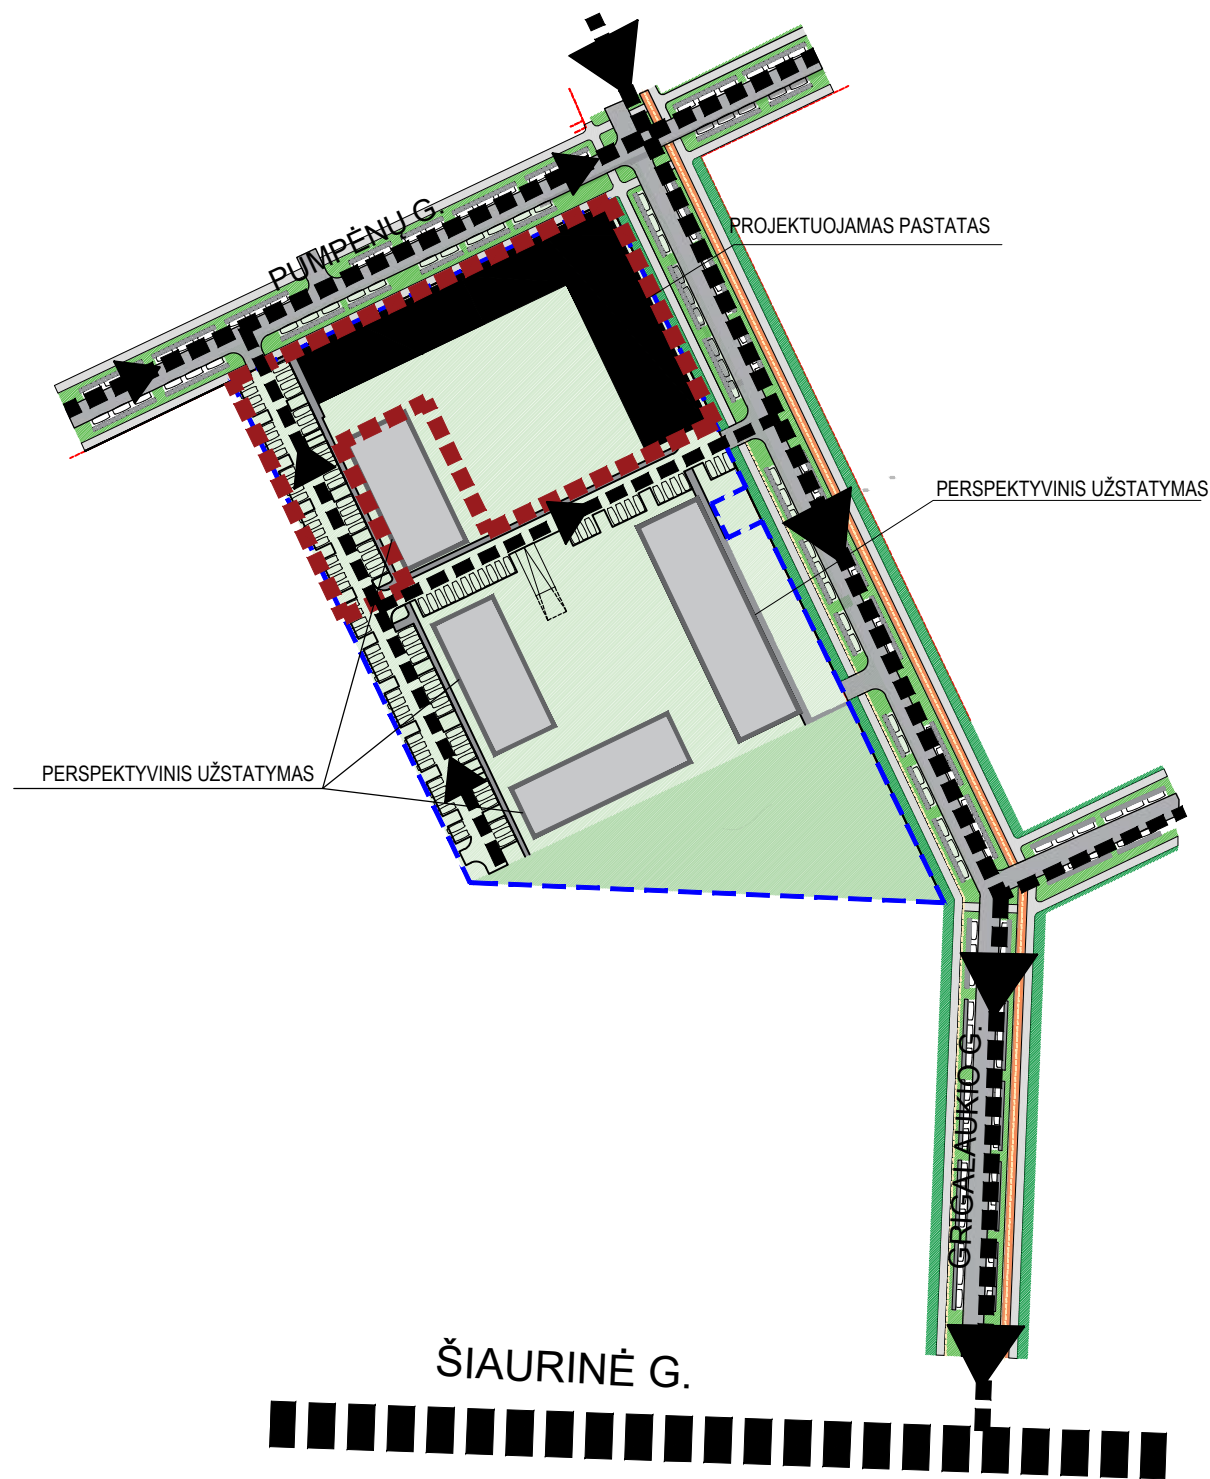 PUMPĖNŲ G.
PROJEKTUOJAMAS PASTATAS
PERSPEKTYVINIS UŽSTATYMAS
PERSPEKTYVINIS UŽSTATYMAS
GRIGALAUKIO G.
ŠIAURINĖ G.